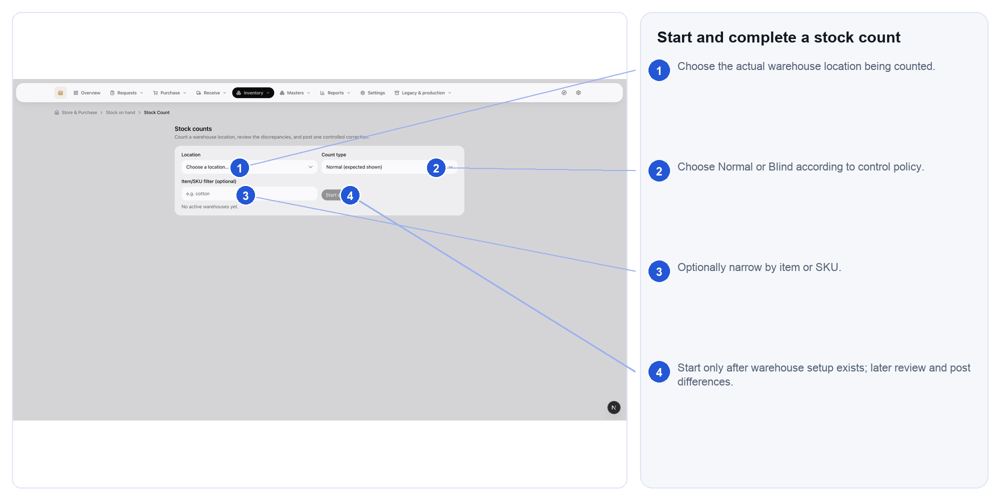 Overview
Requests
Purchase
Receive
Inventory
Masters
Reports
Settings
Legacy & production
Store & Purchase > Stock on hand > Stock Count
Stock counts
Count a warehouse location, review the discrepancies, and post one controlled correction.
Location
Choose a location...
1
Count type
Normal (expected shown)
2
Item/SKU filter (optional)
e.g. cotton
3
Start
4
No active warehouses yet.
N
Start and complete a stock count
1 Choose the actual warehouse location being counted.
2 Choose Normal or Blind according to control policy.
3 Optionally narrow by item or SKU.
4 Start only after warehouse setup exists; later review and post
differences.